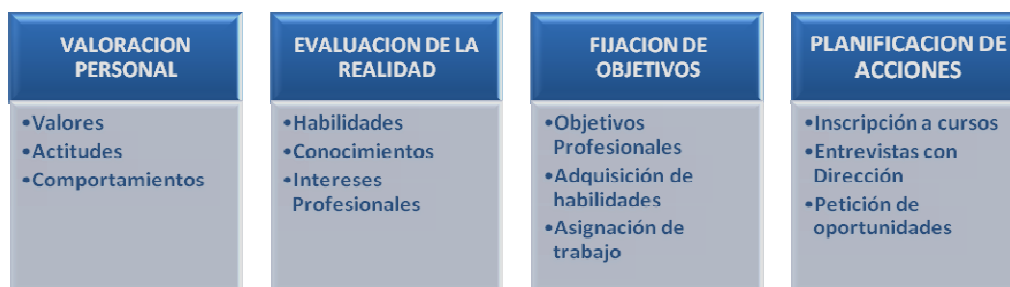 VALORACION
PERSONAL
•Valores
•Actitudes
•Comportamientos
EVALUACION DE LA
REALIDAD
•Habilidades
•Conocimientos
•Intereses
Profesionales
FIJACION DE
OBJETIVOS
•Objetivos
Profesionales
•Adquisición de
habilidades
•Asignación de
trabajo
PLANIFICACION DE
ACCIONES
•Inscripción a cursos
•Entrevistas con
Dirección
•Petición de
oportunidades